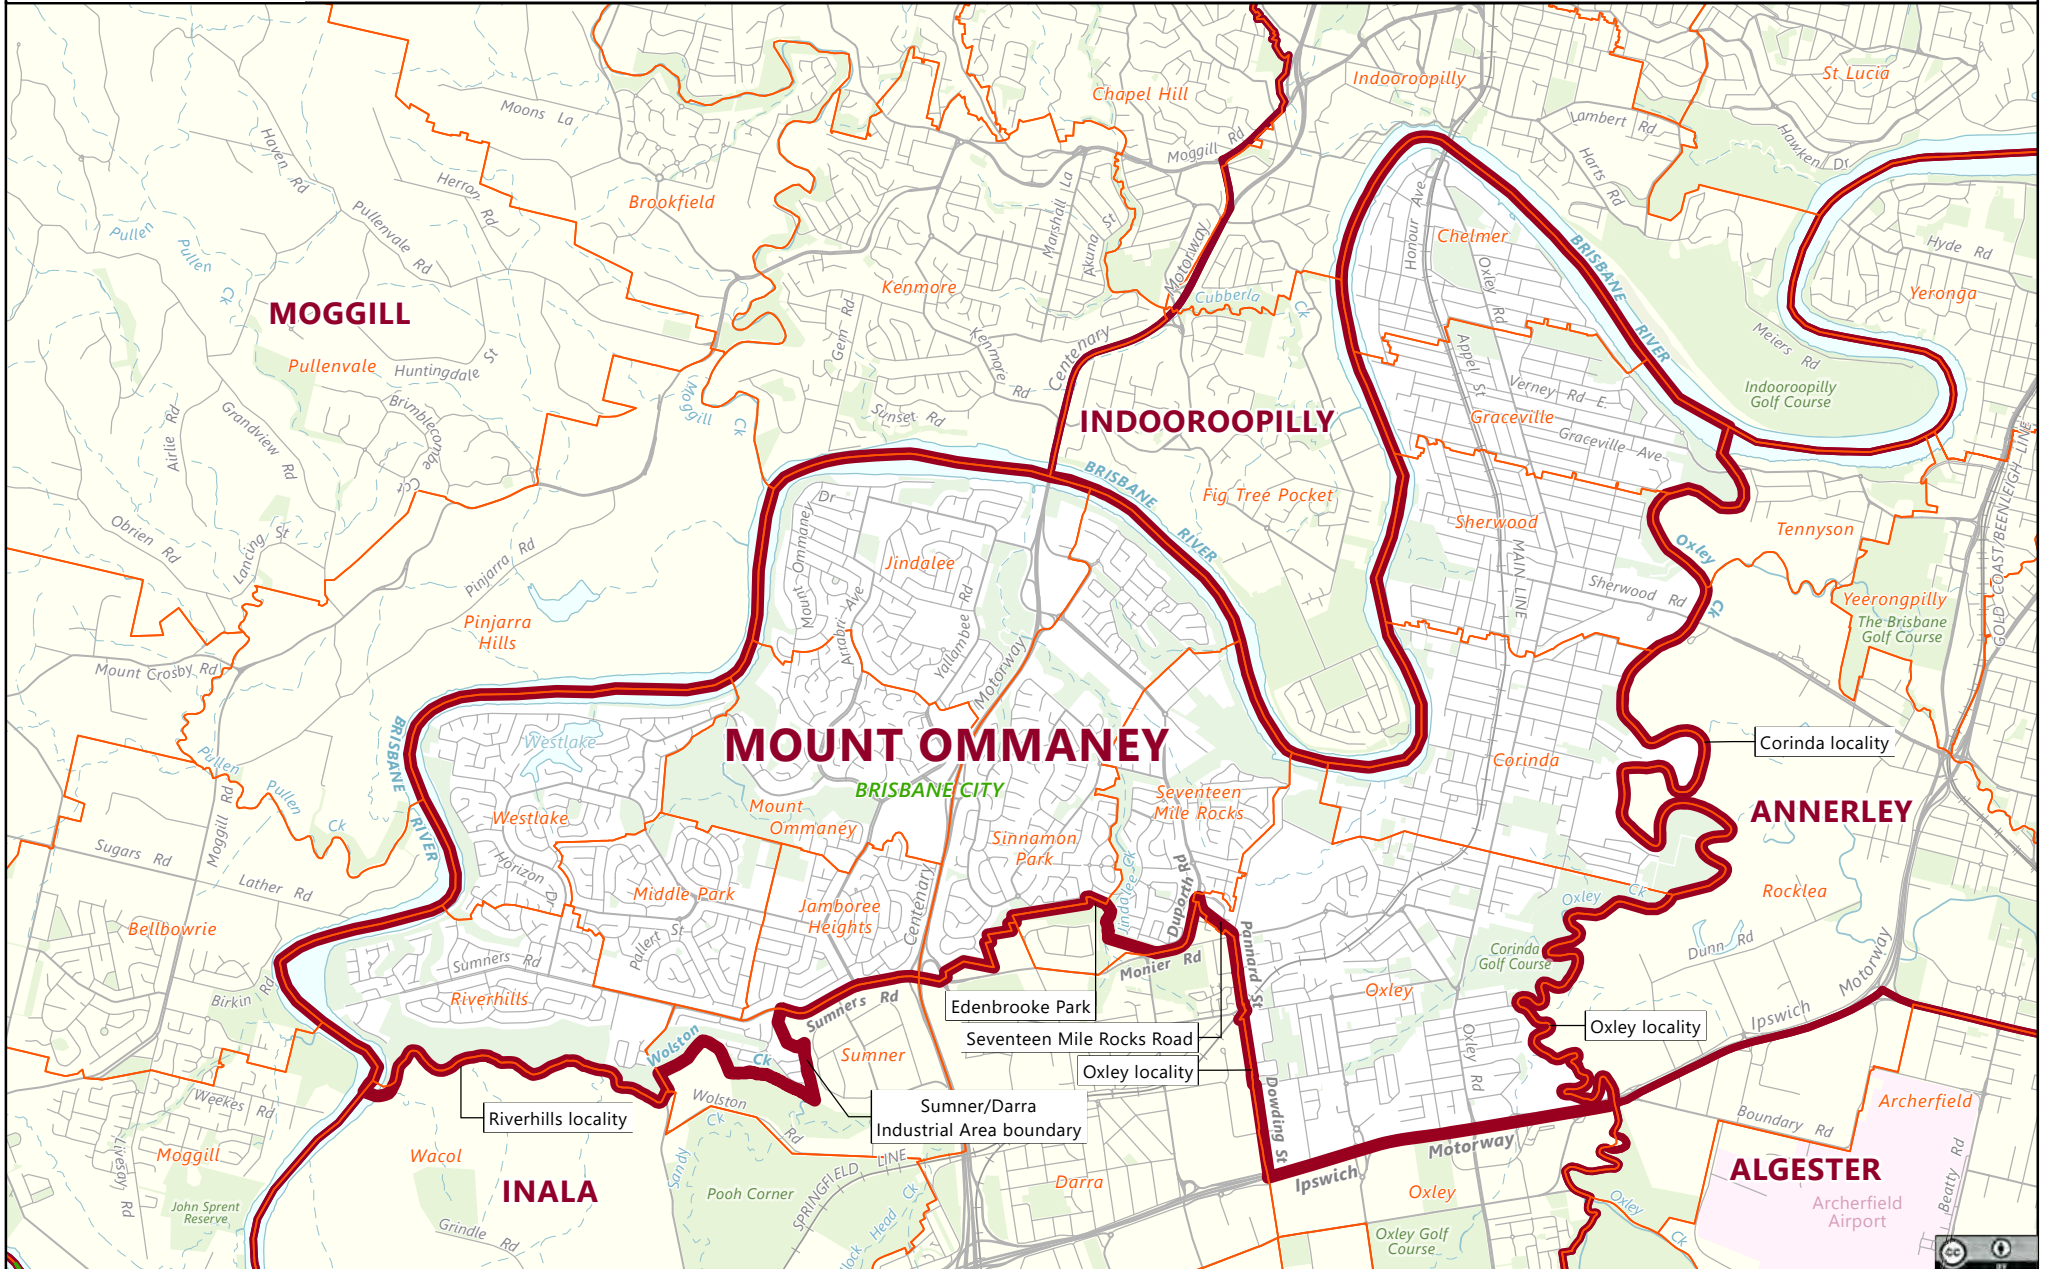 St Lucia
Indooroopilly
Chapel Hill
Moons La
Lambert Rd
Hawken Dr
Haven Rd
Moggill Rd
Harts Rd
Herron Rd
Brookfield
Marshall La
Akuna St
Honour Ave
Pullenvale Rd
Pullen
Pullen
Ck
Motorway
Chelmer
BRISBANE
RIVER
Hyde Rd
Oxley Rd
Kenmore
Cubberla
Ck
Yeronga
MOGGILL
Gem Rd
Kenmore Rd
Centenary
Meiers Rd
Appel St
Pullenvale
Huntingdale St
Verney Rd E.
Indooroopilly
Golf Course
Moggill
Ck
Brimblecombe
Cct
Grandview Rd
Airlie Rd
Sunset Rd
INDOOROOPILLY
Graceville
Graceville Ave
BRISBANE
RIVER
Fig Tree Pocket
GOLD COAST/BEENLEIGH LINE
Mount Ommaney
Dr
Obrien Rd
Lancing St
Sherwood
MAIN LINE
Tennyson
Oxley
Ck
Pinjarra Rd
Jindalee
Sherwood Rd
Yeerongpilly
The Brisbane
Golf Course
Arrabri Ave
Yallambee Rd
Pinjarra
Hills
Mount Crosby Rd
Motorway
BRISBANE
RIVER
Westlake
MOUNT OMMANEY
Corinda locality
Corinda
Pullen
Pullen
Ck
BRISBANE CITY
Seventeen
Mile Rocks
Mount
Ommaney
Westlake
Moggill Rd
Sinnamon
Park
ANNERLEY
Sugars Rd
Lather Rd
Horizon Dr
Middle Park
Jindalee Ck
Duporth Rd
Rocklea
Oxley Ck
Jamboree
Heights
Centenary
Bellbowrie
Pallert St
Pannard St
Dunn Rd
Corinda
Golf Course
Sumners Rd
Monier Rd
Motorway
Birkin Rd
Riverhills
Oxley
Sumners Rd
Edenbrooke Park
Ipswich
Seventeen Mile Rocks Road
Oxley locality
Wolston
Ck
Sumner
Oxley Rd
Oxley locality
Weekes Rd
Wolston Rd
Ck
Sumner/Darra
Industrial Area boundary
Riverhills locality
Dowding St
Archerfield
Boundary Rd
Livesay Rd
Moggill
Wacol
Sandy
SPRINGFIELD LINE
Motorway
Ipswich
ALGESTER
Beatty Rd
INALA
Pooh Corner
Darra
Oxley
John Sprent
Reserve
Oxley
Ck
Archerfield
Airport
Grindle Rd
Head Ck
Oxley Golf
Course
cc